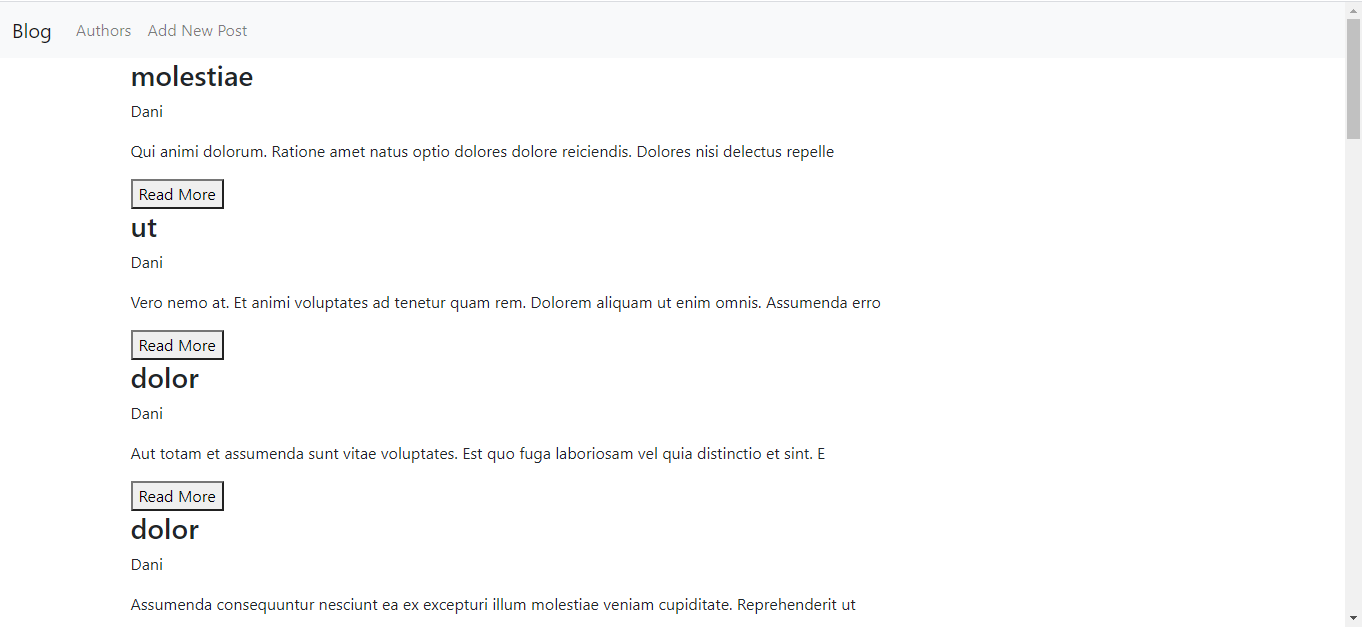 Blog Authors Add New Post
molestiae
Dani
Qui animi dolorum. Ratione amet natus optio dolores dolore reiciendis. Dolores nisi delectus repelle
Read More
ut
Dani
Vero nemo at. Et animi voluptates ad tenetur quam rem. Dolorem aliquam ut enim omnis. Assumenda erro
Read More
dolor
Dani
Aut totam et assumenda sunt vitae voluptates. Est quo fuga laboriosam vel quia distinctio et sint. E
Read More
dolor
Dani
Assumenda consequuntur nesciunt ea ex excepturi illum molestiae veniam cupiditate. Reprehenderit ut